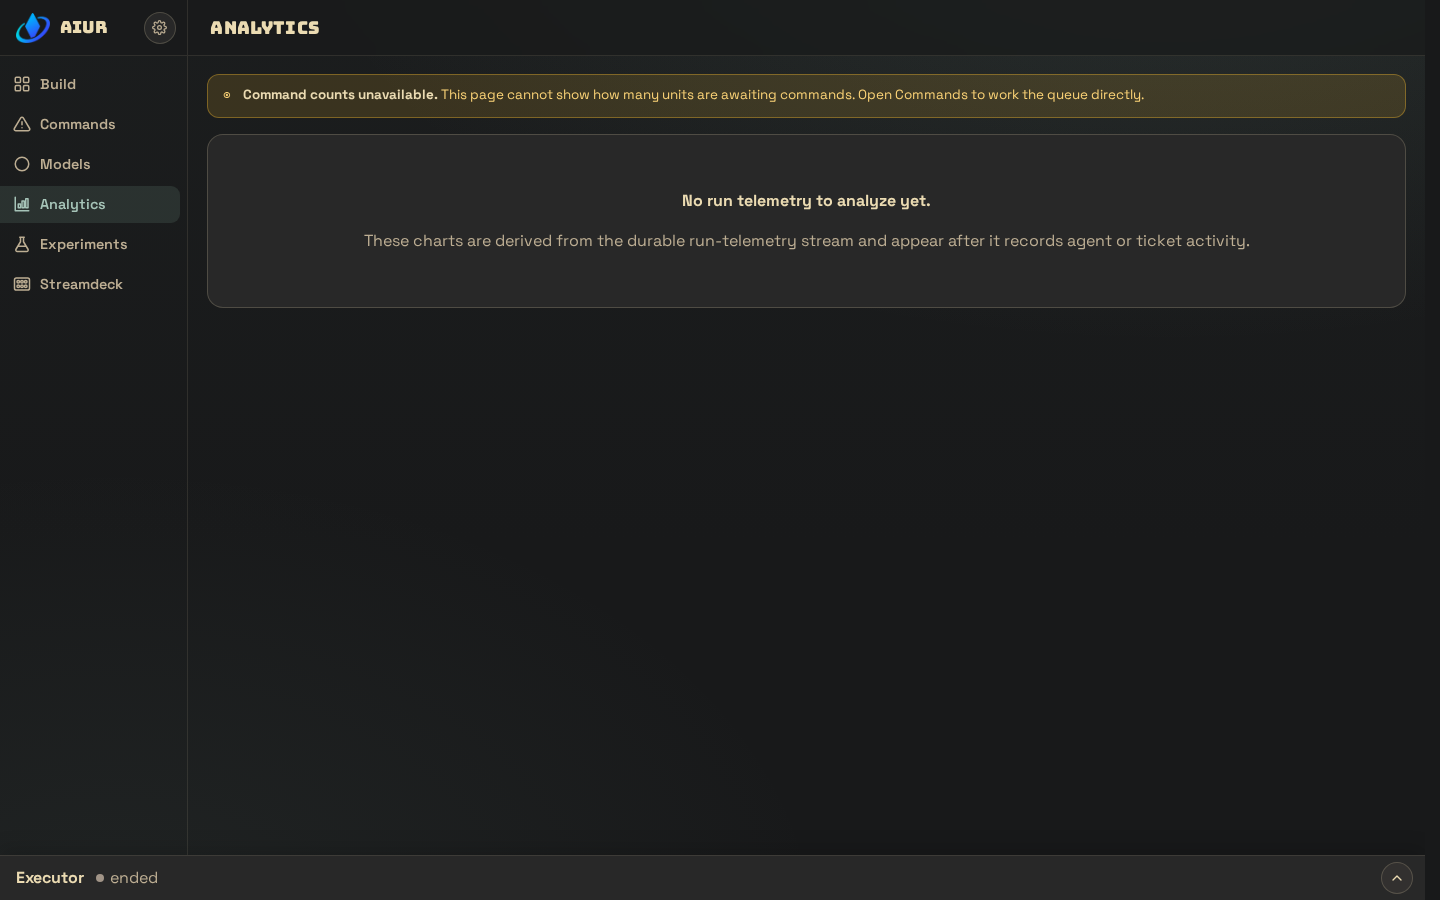 AIUR
ANALYTICS
Build
Commands
Models
Analytics
Experiments
Streamdeck
Command counts unavailable. This page cannot show how many units are awaiting commands. Open Commands to work the queue directly.
No run telemetry to analyze yet.
These charts are derived from the durable run-telemetry stream and appear after it records agent or ticket activity.
Executor ended